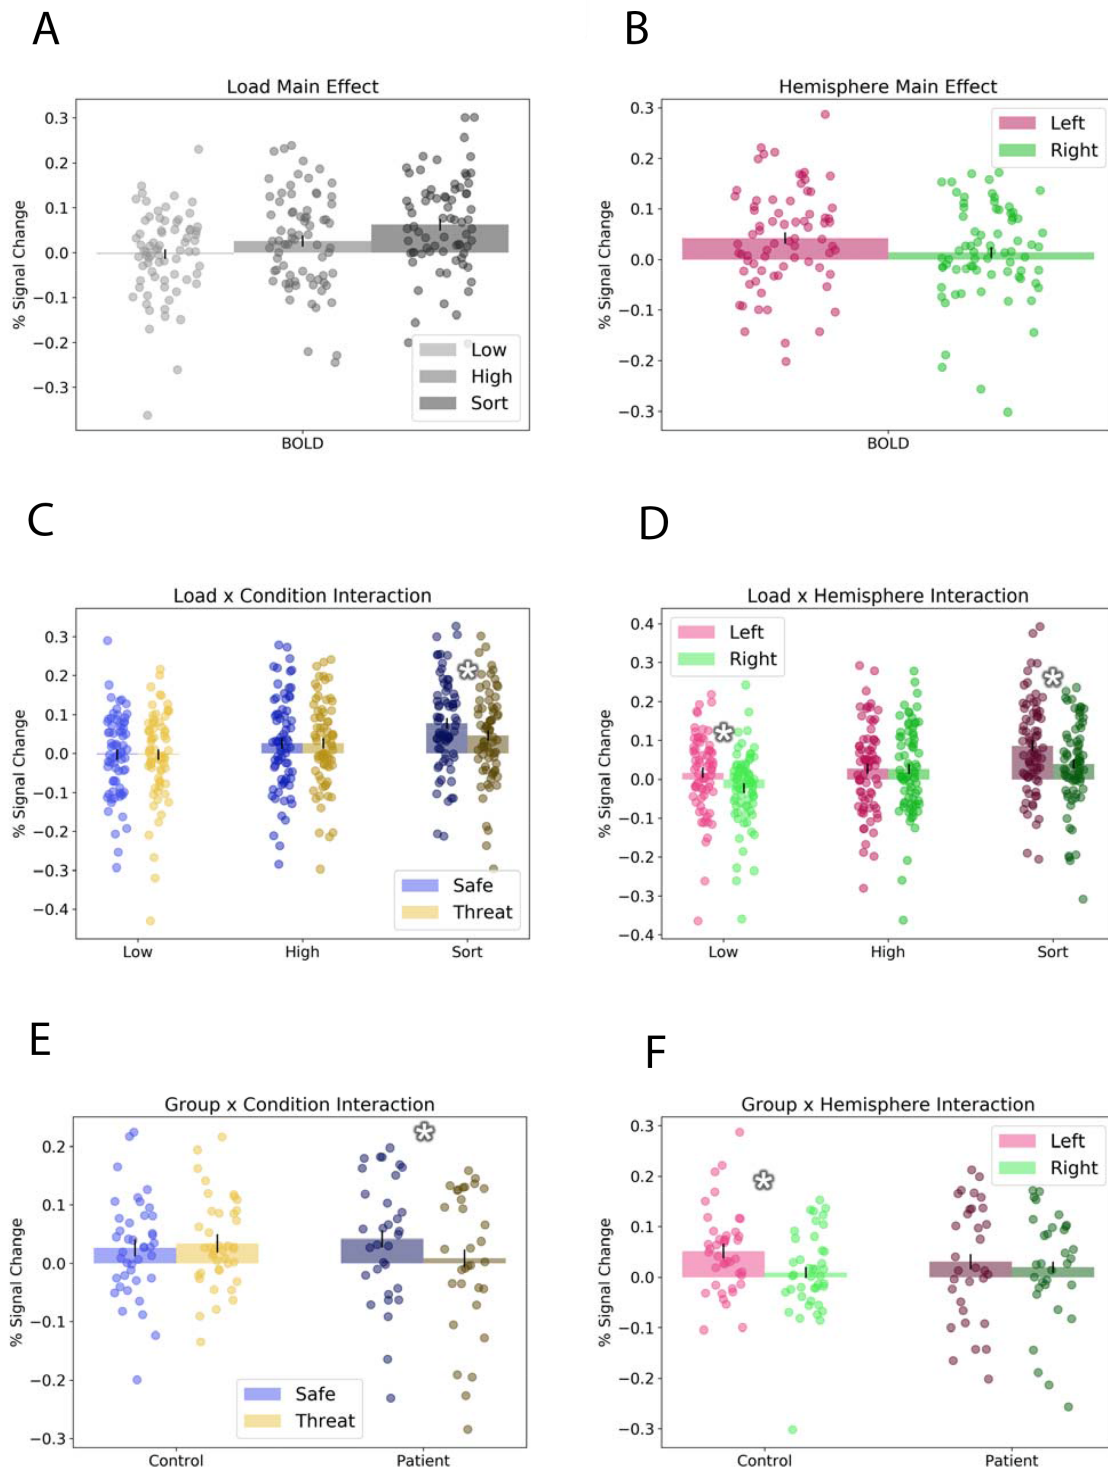 A
B
Load Main Effect
Hemisphere Main Effect
% Signal Change
0.3
0.2
0.1
0.0
−0.1
−0.2
−0.3
Low
High
Sort
BOLD
% Signal Change
0.3
0.2
0.1
0.0
−0.1
−0.2
−0.3
Left
Right
BOLD
C
D
Load x Condition Interaction
Load x Hemisphere Interaction
% Signal Change
0.3
0.2
0.1
0.0
−0.1
−0.2
−0.3
−0.4
*
Safe
Threat
Low High Sort
% Signal Change
0.4
0.3
0.2
0.1
0.0
−0.1
−0.2
−0.3
−0.4
Left
Right
*
*
Low High Sort
E
F
Group x Condition Interaction
Group x Hemisphere Interaction
% Signal Change
0.2
0.1
0.0
−0.1
−0.2
−0.3
*
Safe
Threat
Control Patient
% Signal Change
0.3
0.2
0.1
0.0
−0.1
−0.2
−0.3
Left
Right
*
Control Patient